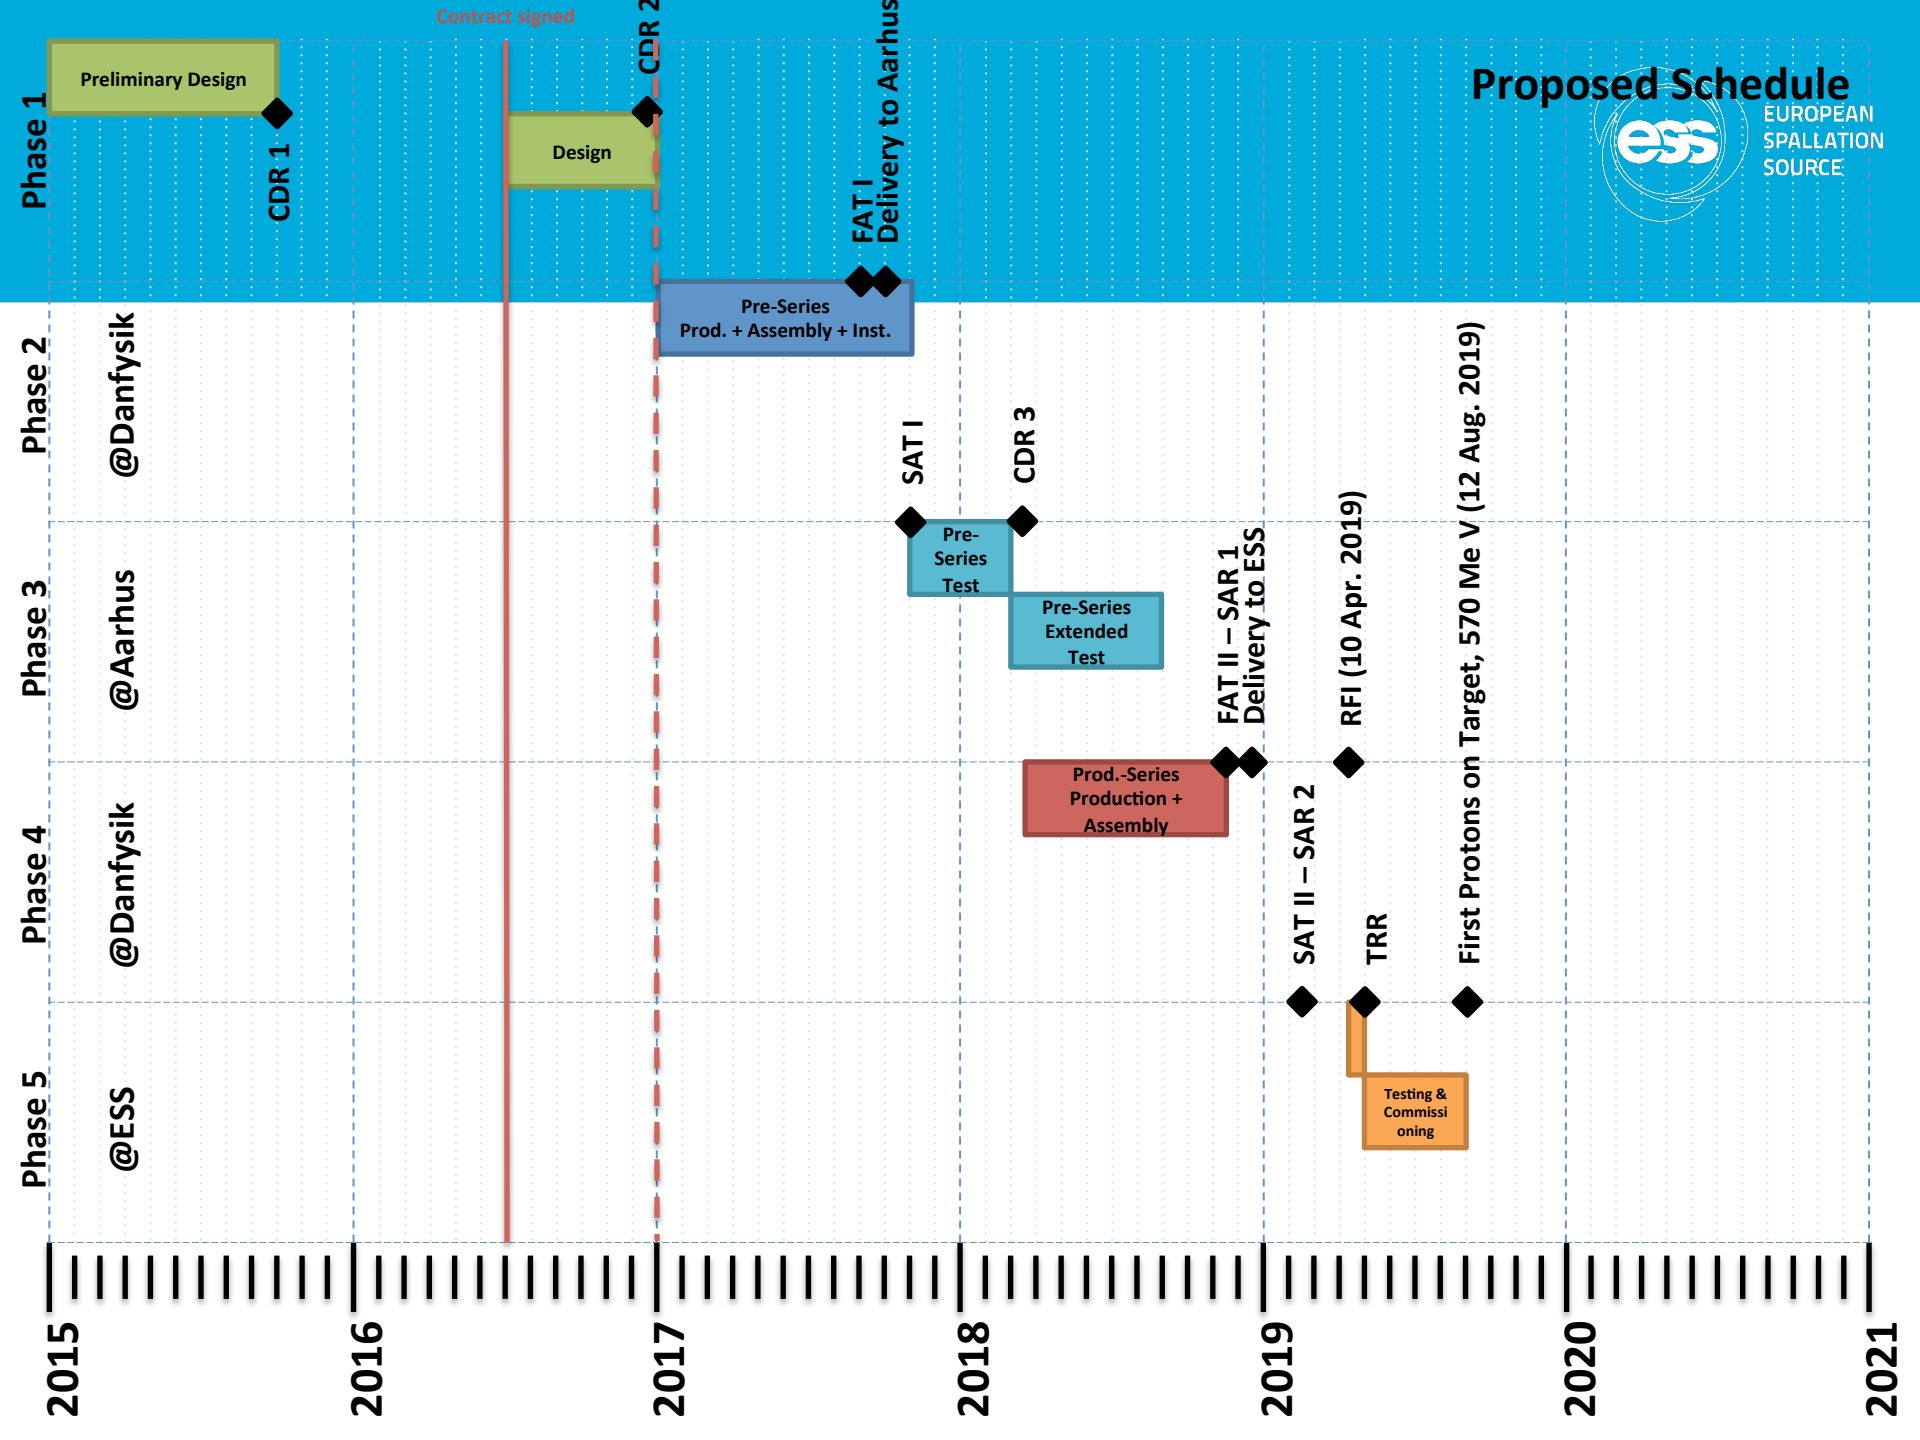 Contract signed
Proposed Schedule
EUROPEAN
SPALLATION
SOURCE
ess
Phase 1
Preliminary Design
CDR 1
Design
CDR 2
FAT I
Delivery to Aarhus
Phase 2
@Danfysik
Pre-Series
Prod. + Assembly + Inst.
SAT I
CDR 3
Phase 3
@Aarhus
Pre-
Series
Test
Pre-Series
Extended
Test
FAT II – SAR 1
Delivery to ESS
RFI (10 Apr. 2019)
First Protons on Target, 570 Me V (12 Aug. 2019)
Phase 4
@Danfysik
Prod.-Series
Production +
Assembly
SAT II – SAR 2
TRR
Phase 5
@ESS
Testing &
Commissi
oning
2015
2016
2017
2018
2019
2020
2021